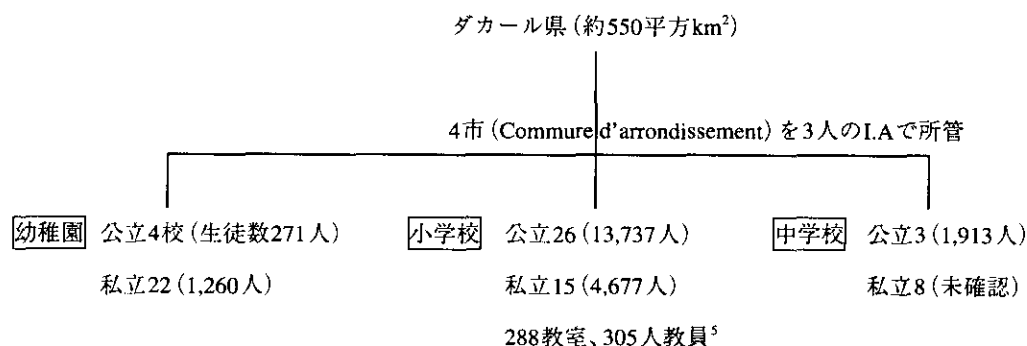 ダカール県（約550平方km²）
4市（Commure d'arrondissement）を3人のI.Aで所管
幼稚園 公立4校（生徒数271人） 小学校 公立26（13,737人） 中学校 公立3（1,913人）
私立22（1,260人） 私立15（4,677人） 私立8（未確認）
288教室、305人教員⁵